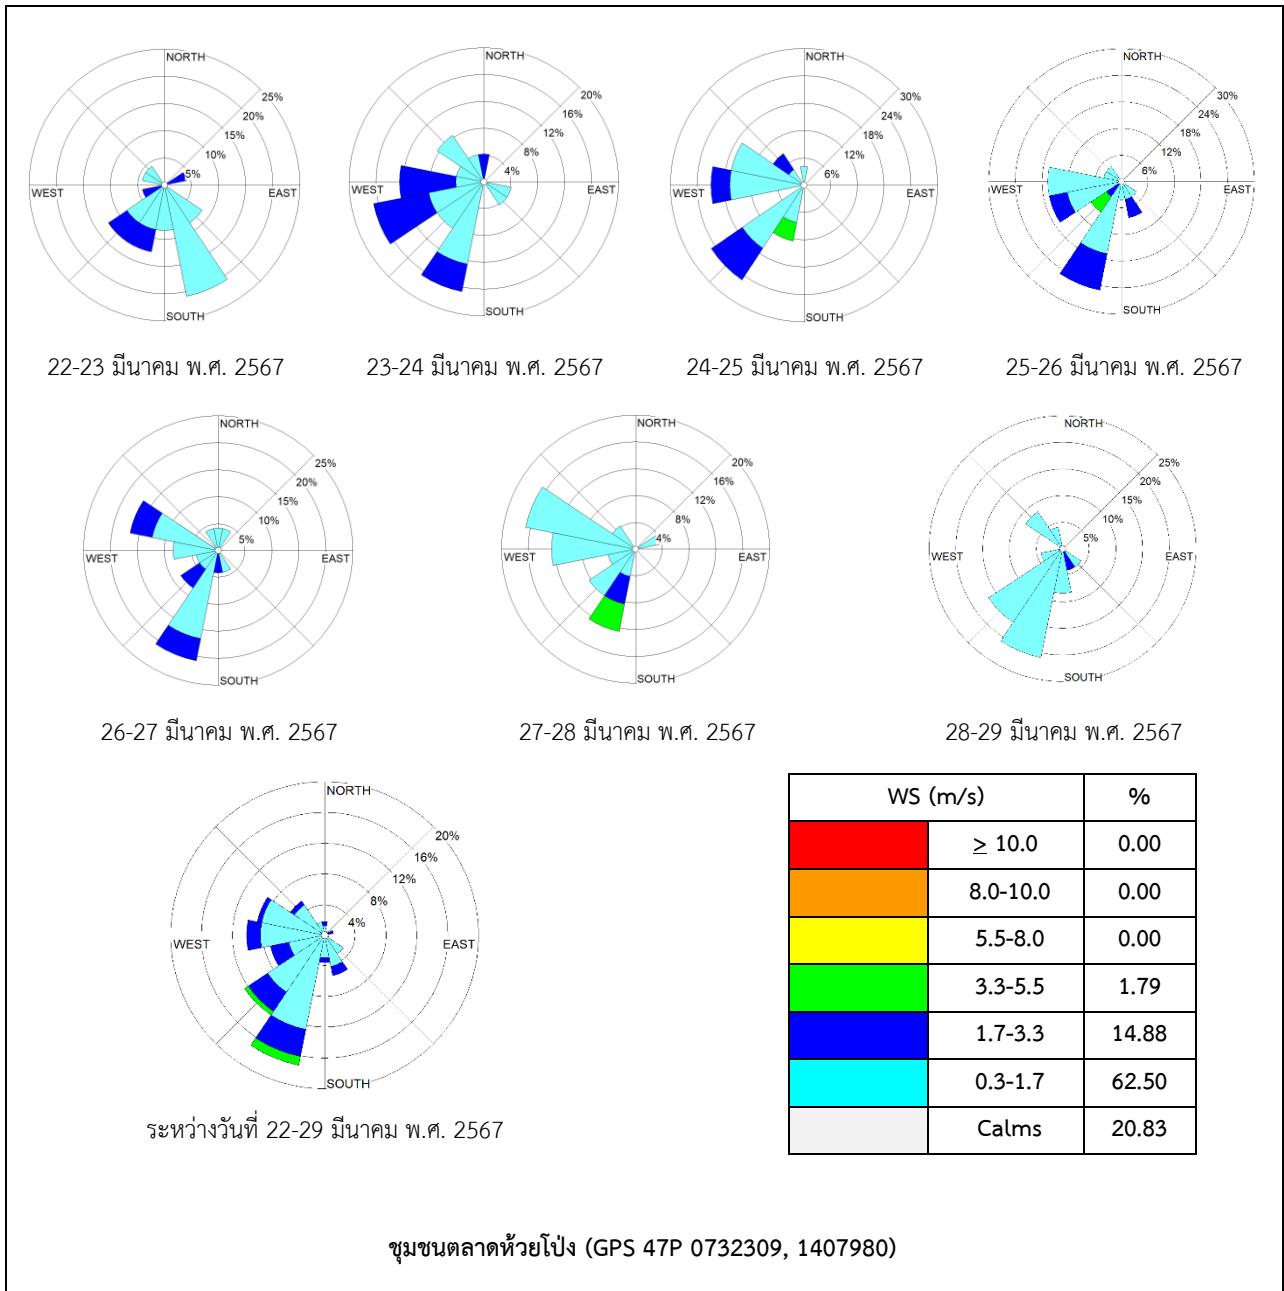 NORTH
25%
20%
15%
10%
5%
WEST
EAST
SOUTH
22-23 มีนาคม พ.ศ. 2567
NORTH
20%
16%
12%
8%
4%
WEST
EAST
SOUTH
23-24 มีนาคม พ.ศ. 2567
NORTH
30%
24%
18%
12%
6%
WEST
EAST
SOUTH
24-25 มีนาคม พ.ศ. 2567
NORTH
30%
24%
18%
12%
6%
WEST
EAST
SOUTH
25-26 มีนาคม พ.ศ. 2567
NORTH
25%
20%
15%
10%
5%
WEST
EAST
SOUTH
26-27 มีนาคม พ.ศ. 2567
NORTH
20%
16%
12%
8%
4%
WEST
EAST
SOUTH
27-28 มีนาคม พ.ศ. 2567
NORTH
25%
20%
15%
10%
5%
WEST
EAST
SOUTH
28-29 มีนาคม พ.ศ. 2567
NORTH
20%
16%
12%
8%
4%
WEST
EAST
SOUTH
ระหว่างวันที่ 22-29 มีนาคม พ.ศ. 2567
WS (m/s) %
≥ 10.0 0.00
8.0-10.0 0.00
5.5-8.0 0.00
3.3-5.5 1.79
1.7-3.3 14.88
0.3-1.7 62.50
Calms 20.83
ชุมชนตลาดห้วยโป่ง (GPS 47P 0732309, 1407980)